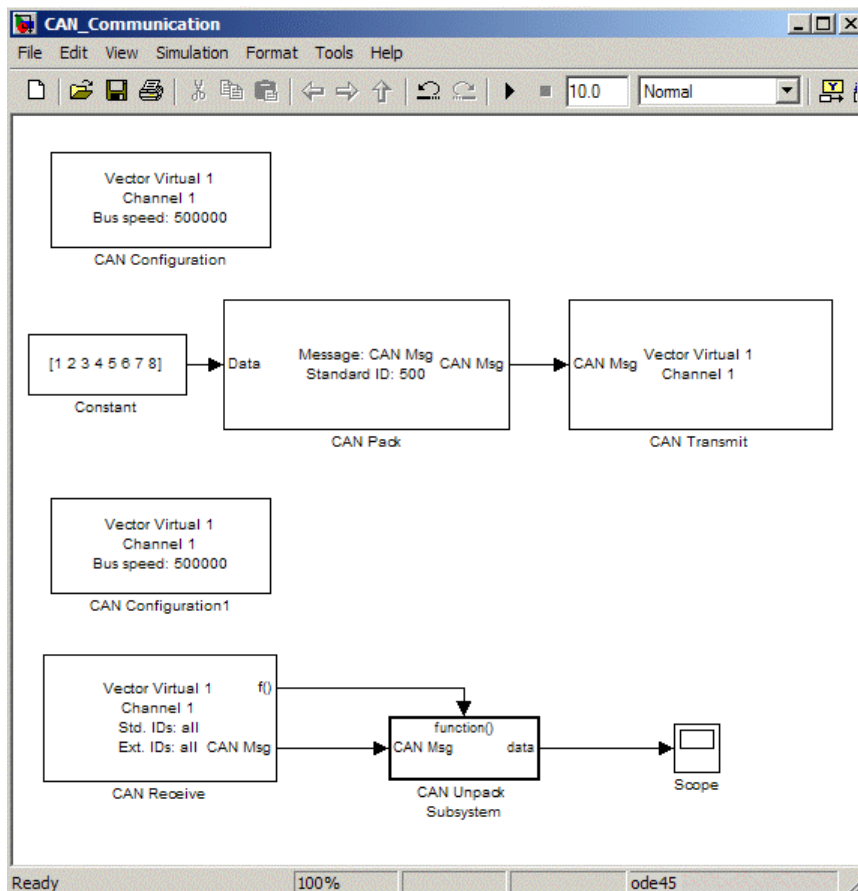 CAN_Communication
File Edit View Simulation Format Tools Help
10.0 Normal
Vector Virtual 1
Channel 1
Bus speed: 500000
CAN Configuration
[1 2 3 4 5 6 7 8]
Constant
Data
Message: CAN Msg
Standard ID: 500
CAN Msg
CAN Pack
CAN Msg
Vector Virtual 1
Channel 1
CAN Transmit
Vector Virtual 1
Channel 1
Bus speed: 500000
CAN Configuration1
Vector Virtual 1
Channel 1
Std. IDs: all
Ext. IDs: all
f()
CAN Msg
CAN Receive
function()
CAN Msg
data
CAN Unpack
Subsystem
Scope
Ready 100% ode45